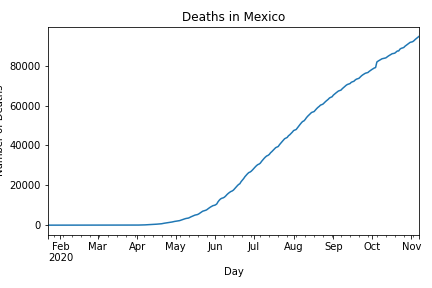 Deaths in Mexico
Number of Deaths
80000
60000
40000
20000
0
Feb Mar Apr May Jun Jul Aug Sep Oct Nov
2020
Day